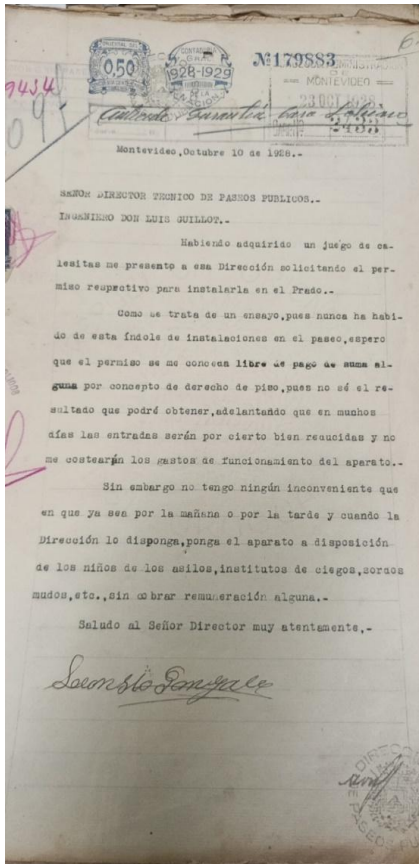 0,50
CONTADURIA
1928-1929
Nº179883
MONTEVIDEO
23 OCT 1928
9434
Montevideo,Octubre 10 de 1928.
SEÑOR DIRECTOR TECNICO DE PASEOS PUBLICOS.-
INGENIERO DON LUIS GUILLOT.-
Habiendo adquirido un juego de ca-
lesitas me presento a esa Dirección solicitando el per-
miso respectivo para instalarla en el Prado.-
Como se trata de un ensayo,pues nunca ha habi-
do de esta índole de instalaciones en el paseo,espero
que el permiso se me conceda libre de pago de suma al-
guna por concepto de derecho de piso,pues no sé el re-
sultado que podré obtener,adelantando que en muchos
días las entradas serán por cierto bien reducidas y no
me costearán los gastos de funcionamiento del aparato.-
Sin embargo no tengo ningún inconveniente que
en que ya sea por la mañana o por la tarde y cuando la
Dirección lo disponga,ponga el aparato a disposición
de los niños de los asilos,institutos de ciegos,sordos
mudos,etc.,sin cobrar remuneración alguna.-
Saludo al Señor Director muy atentamente,-